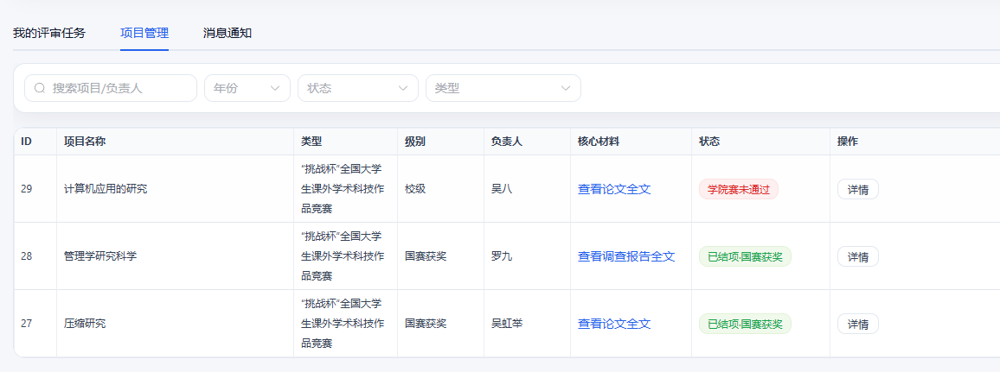 我的评审任务 项目管理 消息通知
搜索项目/负责人 年份 状态 类型
ID 项目名称 类型 级别 负责人 核心材料 状态 操作
29 计算机应用的研究 "挑战杯"全国大学 校级 吴八 查看论文全文 学院赛未通过 详情
生课外学术科技作
品竞赛
28 管理学研究科学 "挑战杯"全国大学 国赛获奖 罗九 查看调查报告全文 已结项·国赛获奖 详情
生课外学术科技作
品竞赛
27 压缩研究 "挑战杯"全国大学 国赛获奖 吴虹举 查看论文全文 已结项·国赛获奖 详情
生课外学术科技作
品竞赛